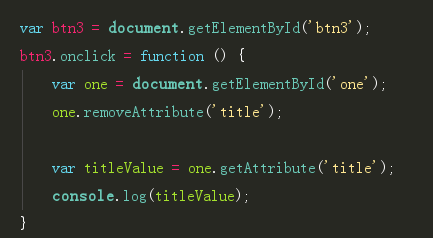 var btn3 = document.getElementById('btn3');
btn3.onclick = function () {
    var one = document.getElementById('one');
    one.removeAttribute('title');

    var titleValue = one.getAttribute('title');
    console.log(titleValue);
}